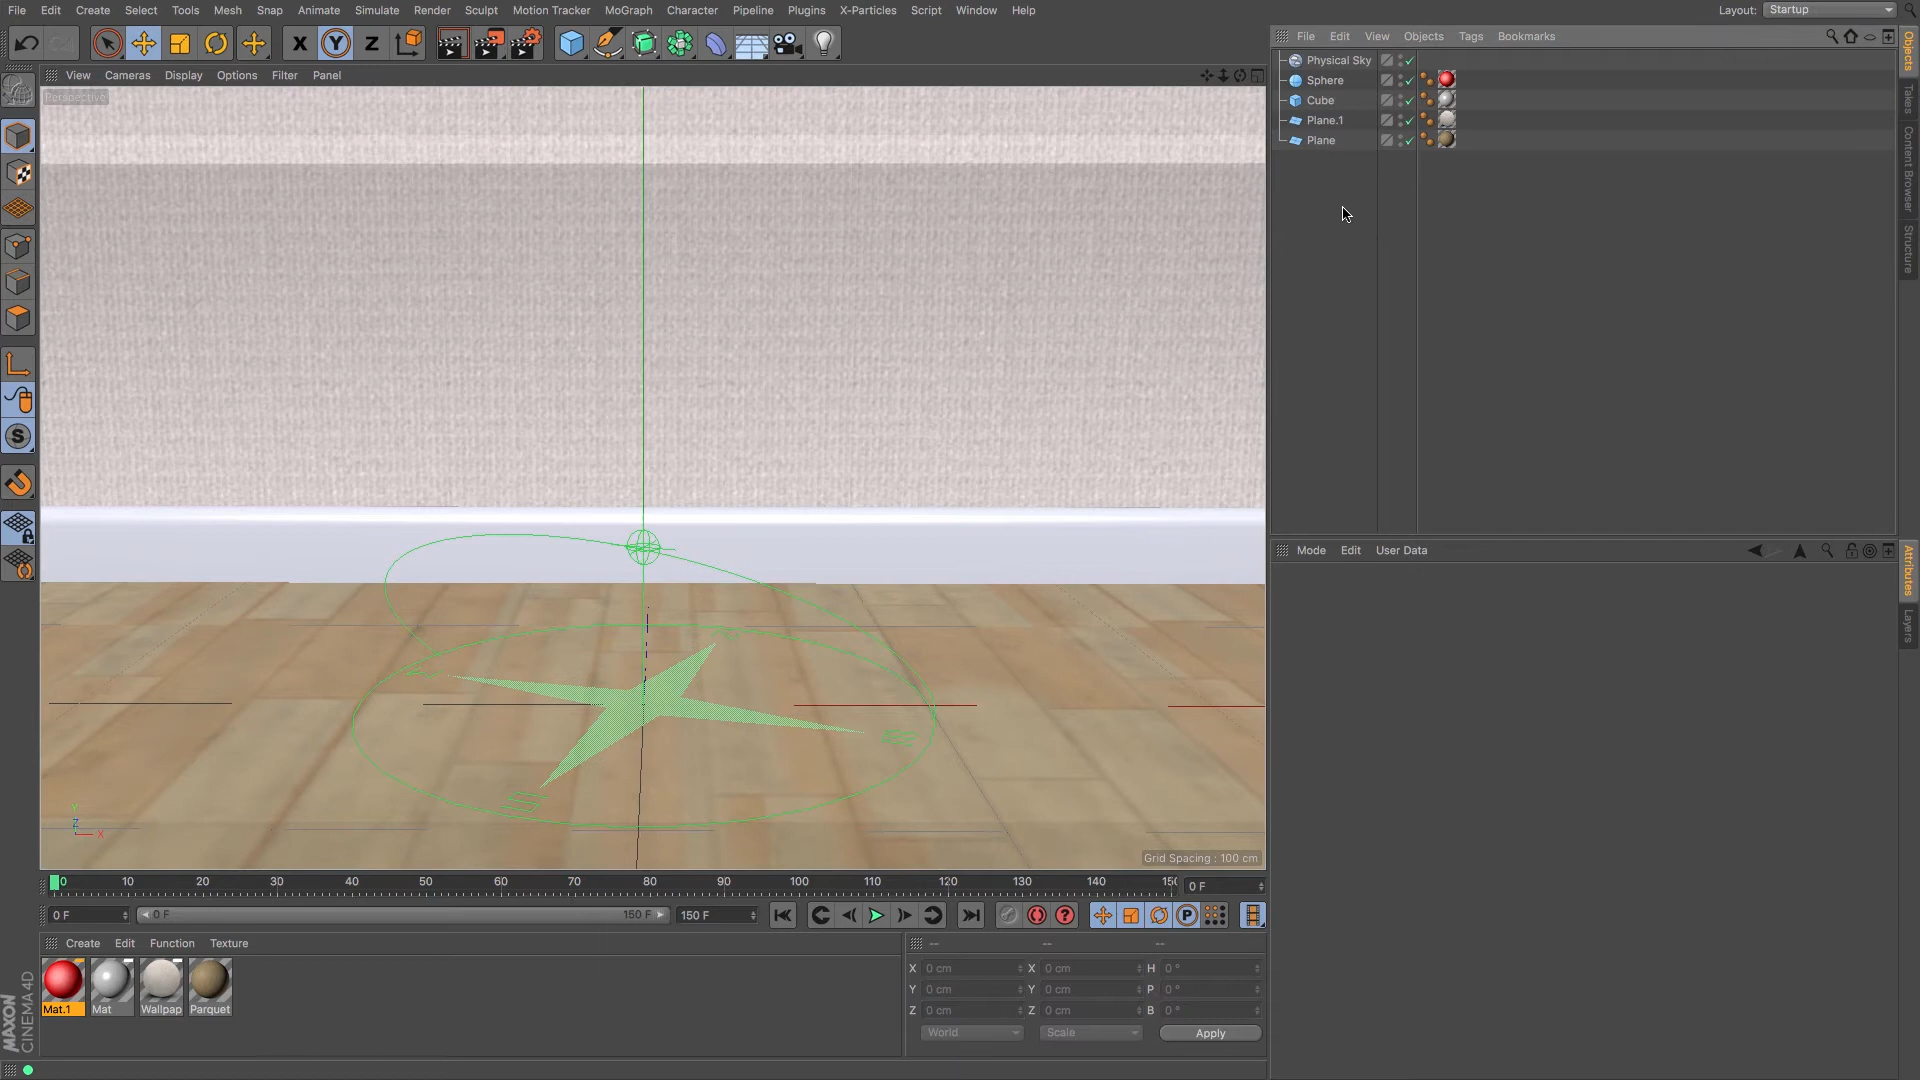 File Edit Create Select Tools Mesh Snap Animate Simulate Render Sculpt Motion Tracker MoGraph Character Pipeline Plugins X-Particles Script Window Help
Layout: Startup
X Y Z
File Edit View Objects Tags Bookmarks
Objects
Takes
Content Browser
Structure
View Cameras Display Options Filter Panel
Perspective
Physical Sky
Sphere
Cube
Plane.1
Plane
S
Mode Edit User Data
Attributes
Layers
Y
Z
X
Grid Spacing : 100 cm
0 10 20 30 40 50 60 70 80 90 100 110 120 130 140 150
0 F
0 F
0 F
150 F
150 F
P
Create Edit Function Texture
-- -- --
Mat.1 Mat Wallpap Parquet
X 0 cm X 0 cm H 0 °
Y 0 cm Y 0 cm P 0 °
Z 0 cm Z 0 cm B 0 °
World Scale Apply
MAXON
CINEMA 4D